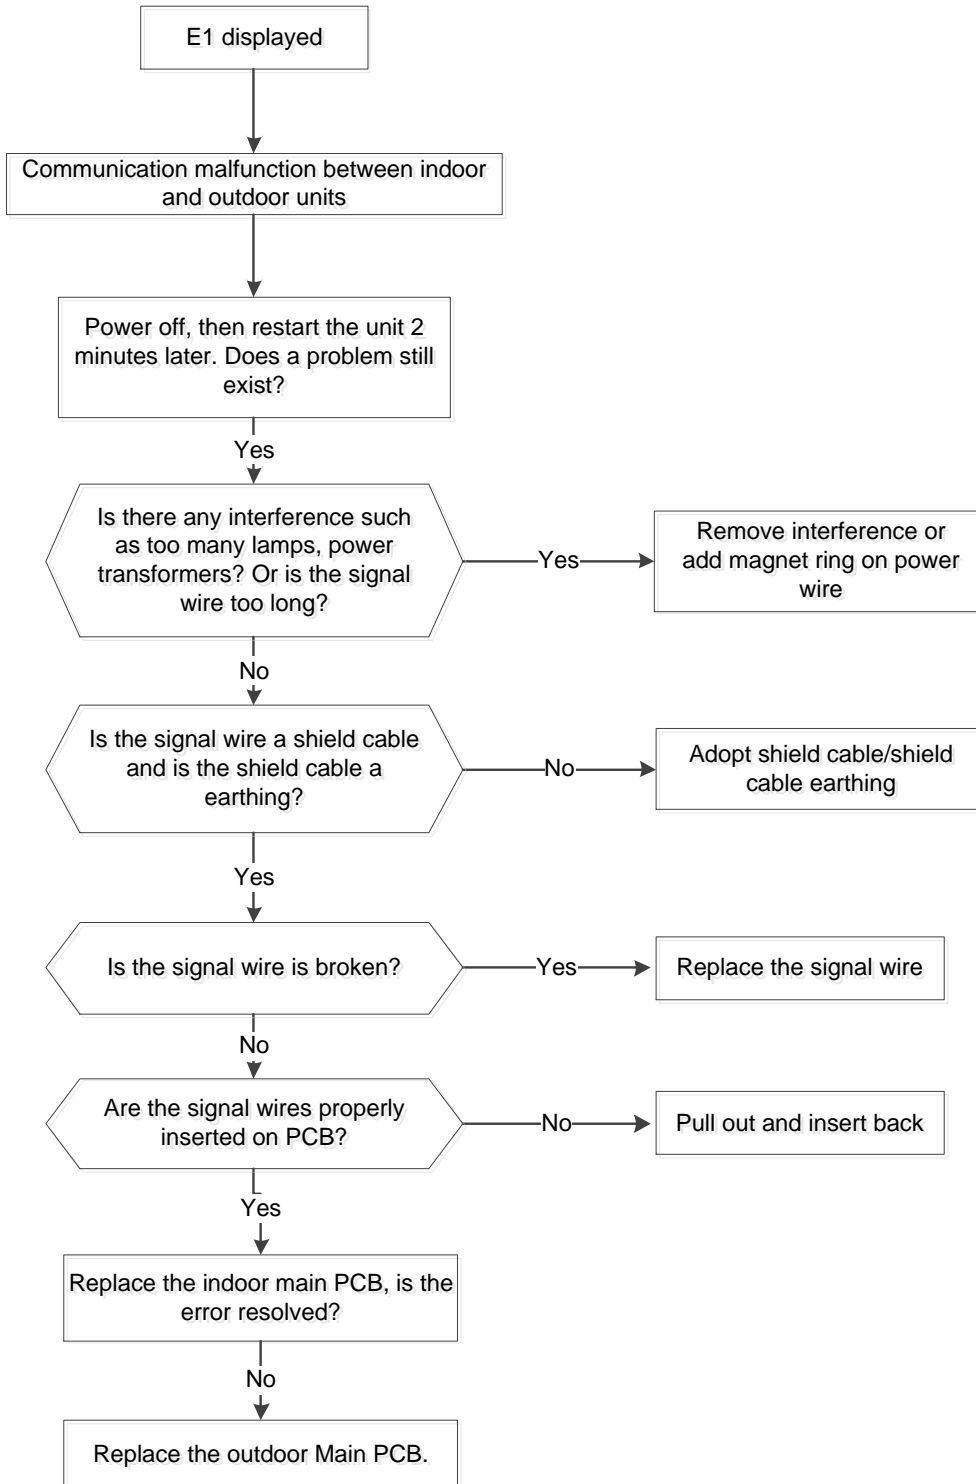 E1 displayed
Communication malfunction between indoor
and outdoor units
Power off, then restart the unit 2
minutes later. Does a problem still
exist?
Yes
Is there any interference such
as too many lamps, power
transformers? Or is the signal
wire too long?
Yes
Remove interference or
add magnet ring on power
wire
No
Is the signal wire a shield cable
and is the shield cable a
earthing?
No
Adopt shield cable/shield
cable earthing
Yes
Is the signal wire is broken?
Yes
Replace the signal wire
No
Are the signal wires properly
inserted on PCB?
No
Pull out and insert back
Yes
Replace the indoor main PCB, is the
error resolved?
No
Replace the outdoor Main PCB.